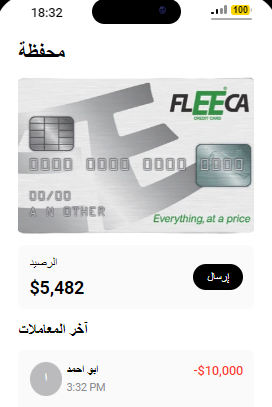 18:32
100
محفظة
FLEECA
CREDIT CARD
0000 0000 0000 0000
00/00
A N OTHER
Everything, at a price
الرصيد
$5,482
إرسال
آخر المعاملات
ا
ابو احمد
3:32 PM
-$10,000